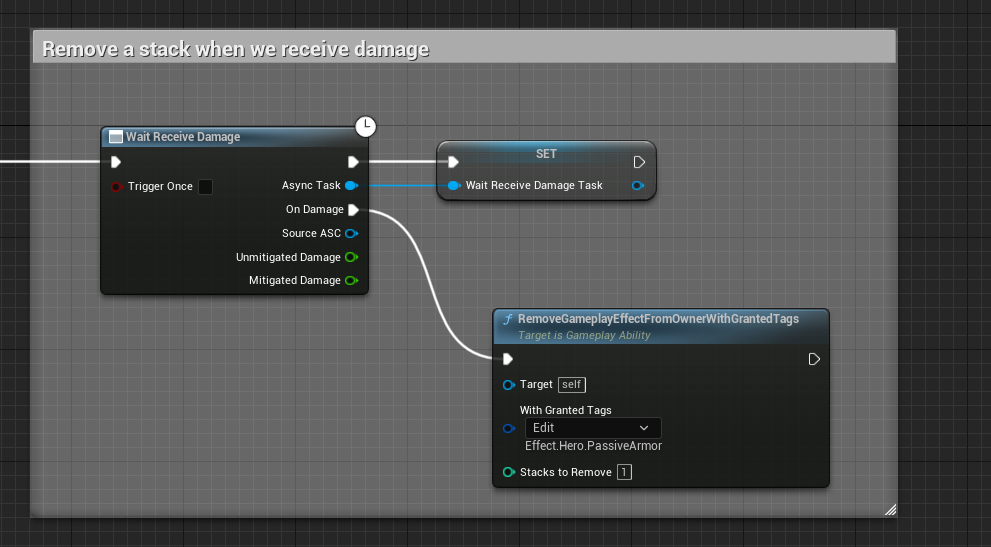 Remove a stack when we receive damage
Wait Receive Damage
Trigger Once
Async Task
On Damage
Source ASC
Unmitigated Damage
Mitigated Damage
SET
Wait Receive Damage Task
f RemoveGameplayEffectFromOwnerWithGrantedTags
Target is Gameplay Ability
Target self
With Granted Tags
Edit
Effect.Hero.PassiveArmor
Stacks to Remove 1